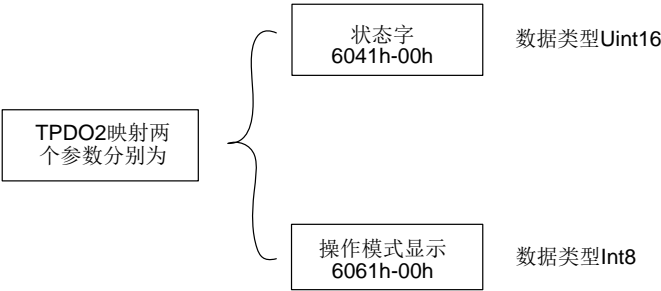 状态字
6041h-00h
数据类型Uint16
TPDO2映射两
个参数分别为
操作模式显示
6061h-00h
数据类型Int8